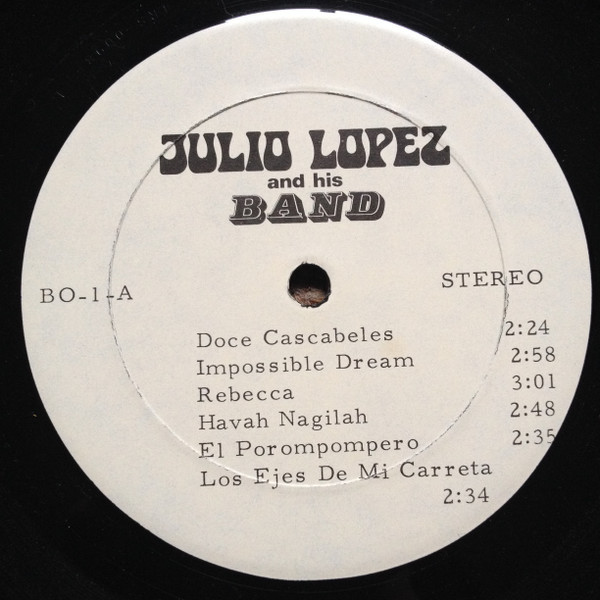 JULIO LOPEZ
and his
BAND
BO-1-A STEREO
Doce Cascabeles 2:24
Impossible Dream 2:58
Rebecca 3:01
Havah Nagilah 2:48
El Porompompero 2:35
Los Ejes De Mi Carreta
2:34